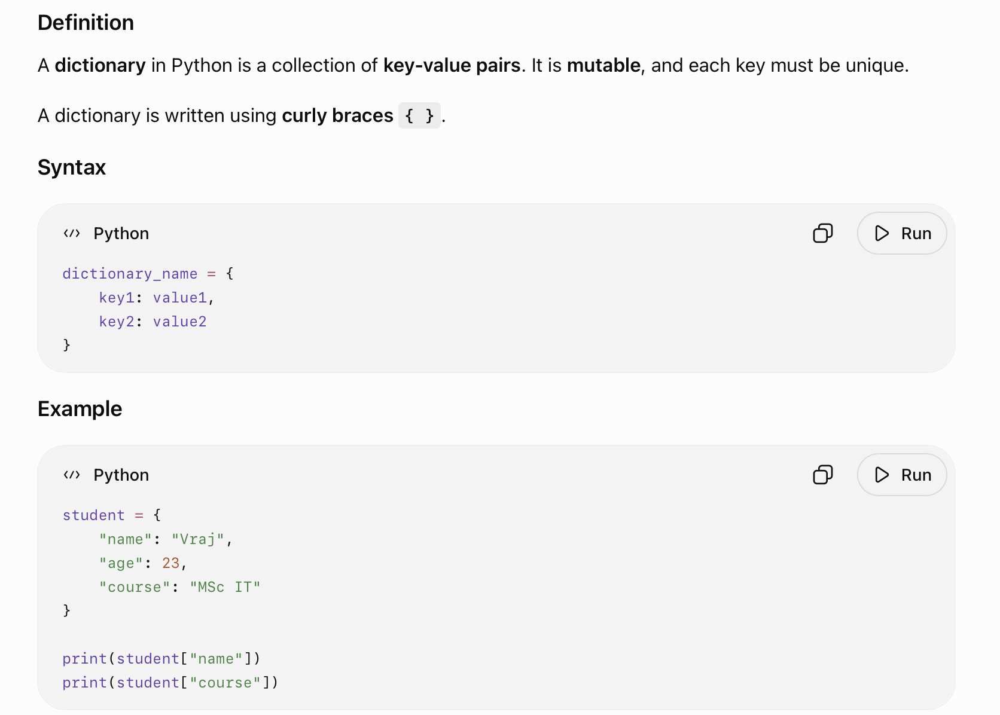 Definition
A dictionary in Python is a collection of key-value pairs. It is mutable, and each key must be unique.
A dictionary is written using curly braces { }.
Syntax
Python
Run
dictionary_name = {
    key1: value1,
    key2: value2
}
Example
Python
Run
student = {
    "name": "Vraj",
    "age": 23,
    "course": "MSc IT"
}
print(student["name"])
print(student["course"])